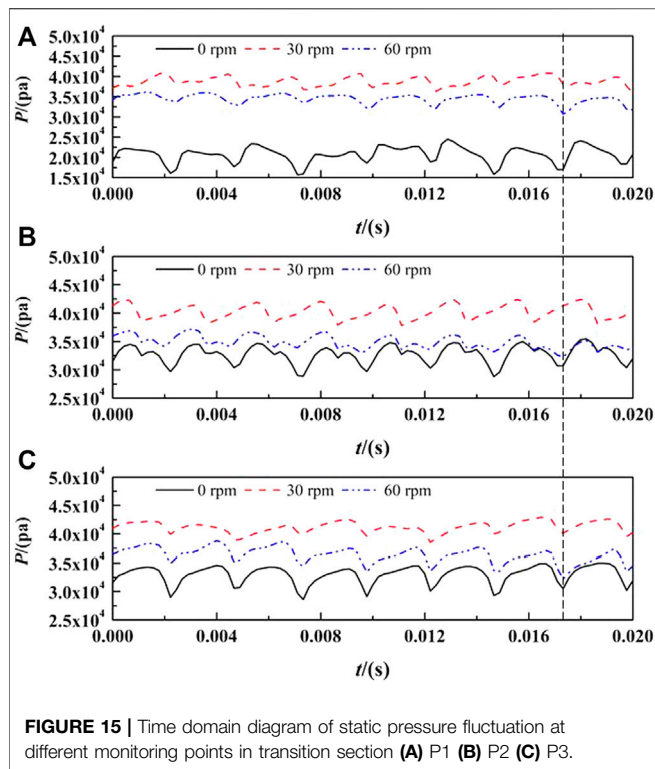 A
P/(pa)
5.0x10⁴
4.5x10⁴
4.0x10⁴
3.5x10⁴
3.0x10⁴
2.5x10⁴
2.0x10⁴
1.5x10⁴
0 rpm 30 rpm 60 rpm
0.000 0.004 0.008 0.012 0.016 0.020
t/(s)
B
P/(pa)
5.0x10⁴
4.5x10⁴
4.0x10⁴
3.5x10⁴
3.0x10⁴
2.5x10⁴
0 rpm 30 rpm 60 rpm
0.000 0.004 0.008 0.012 0.016 0.020
t/(s)
C
P/(pa)
5.0x10⁴
4.5x10⁴
4.0x10⁴
3.5x10⁴
3.0x10⁴
2.5x10⁴
0 rpm 30 rpm 60 rpm
0.000 0.004 0.008 0.012 0.016 0.020
t/(s)
FIGURE 15 | Time domain diagram of static pressure fluctuation at
different monitoring points in transition section (A) P1 (B) P2 (C) P3.